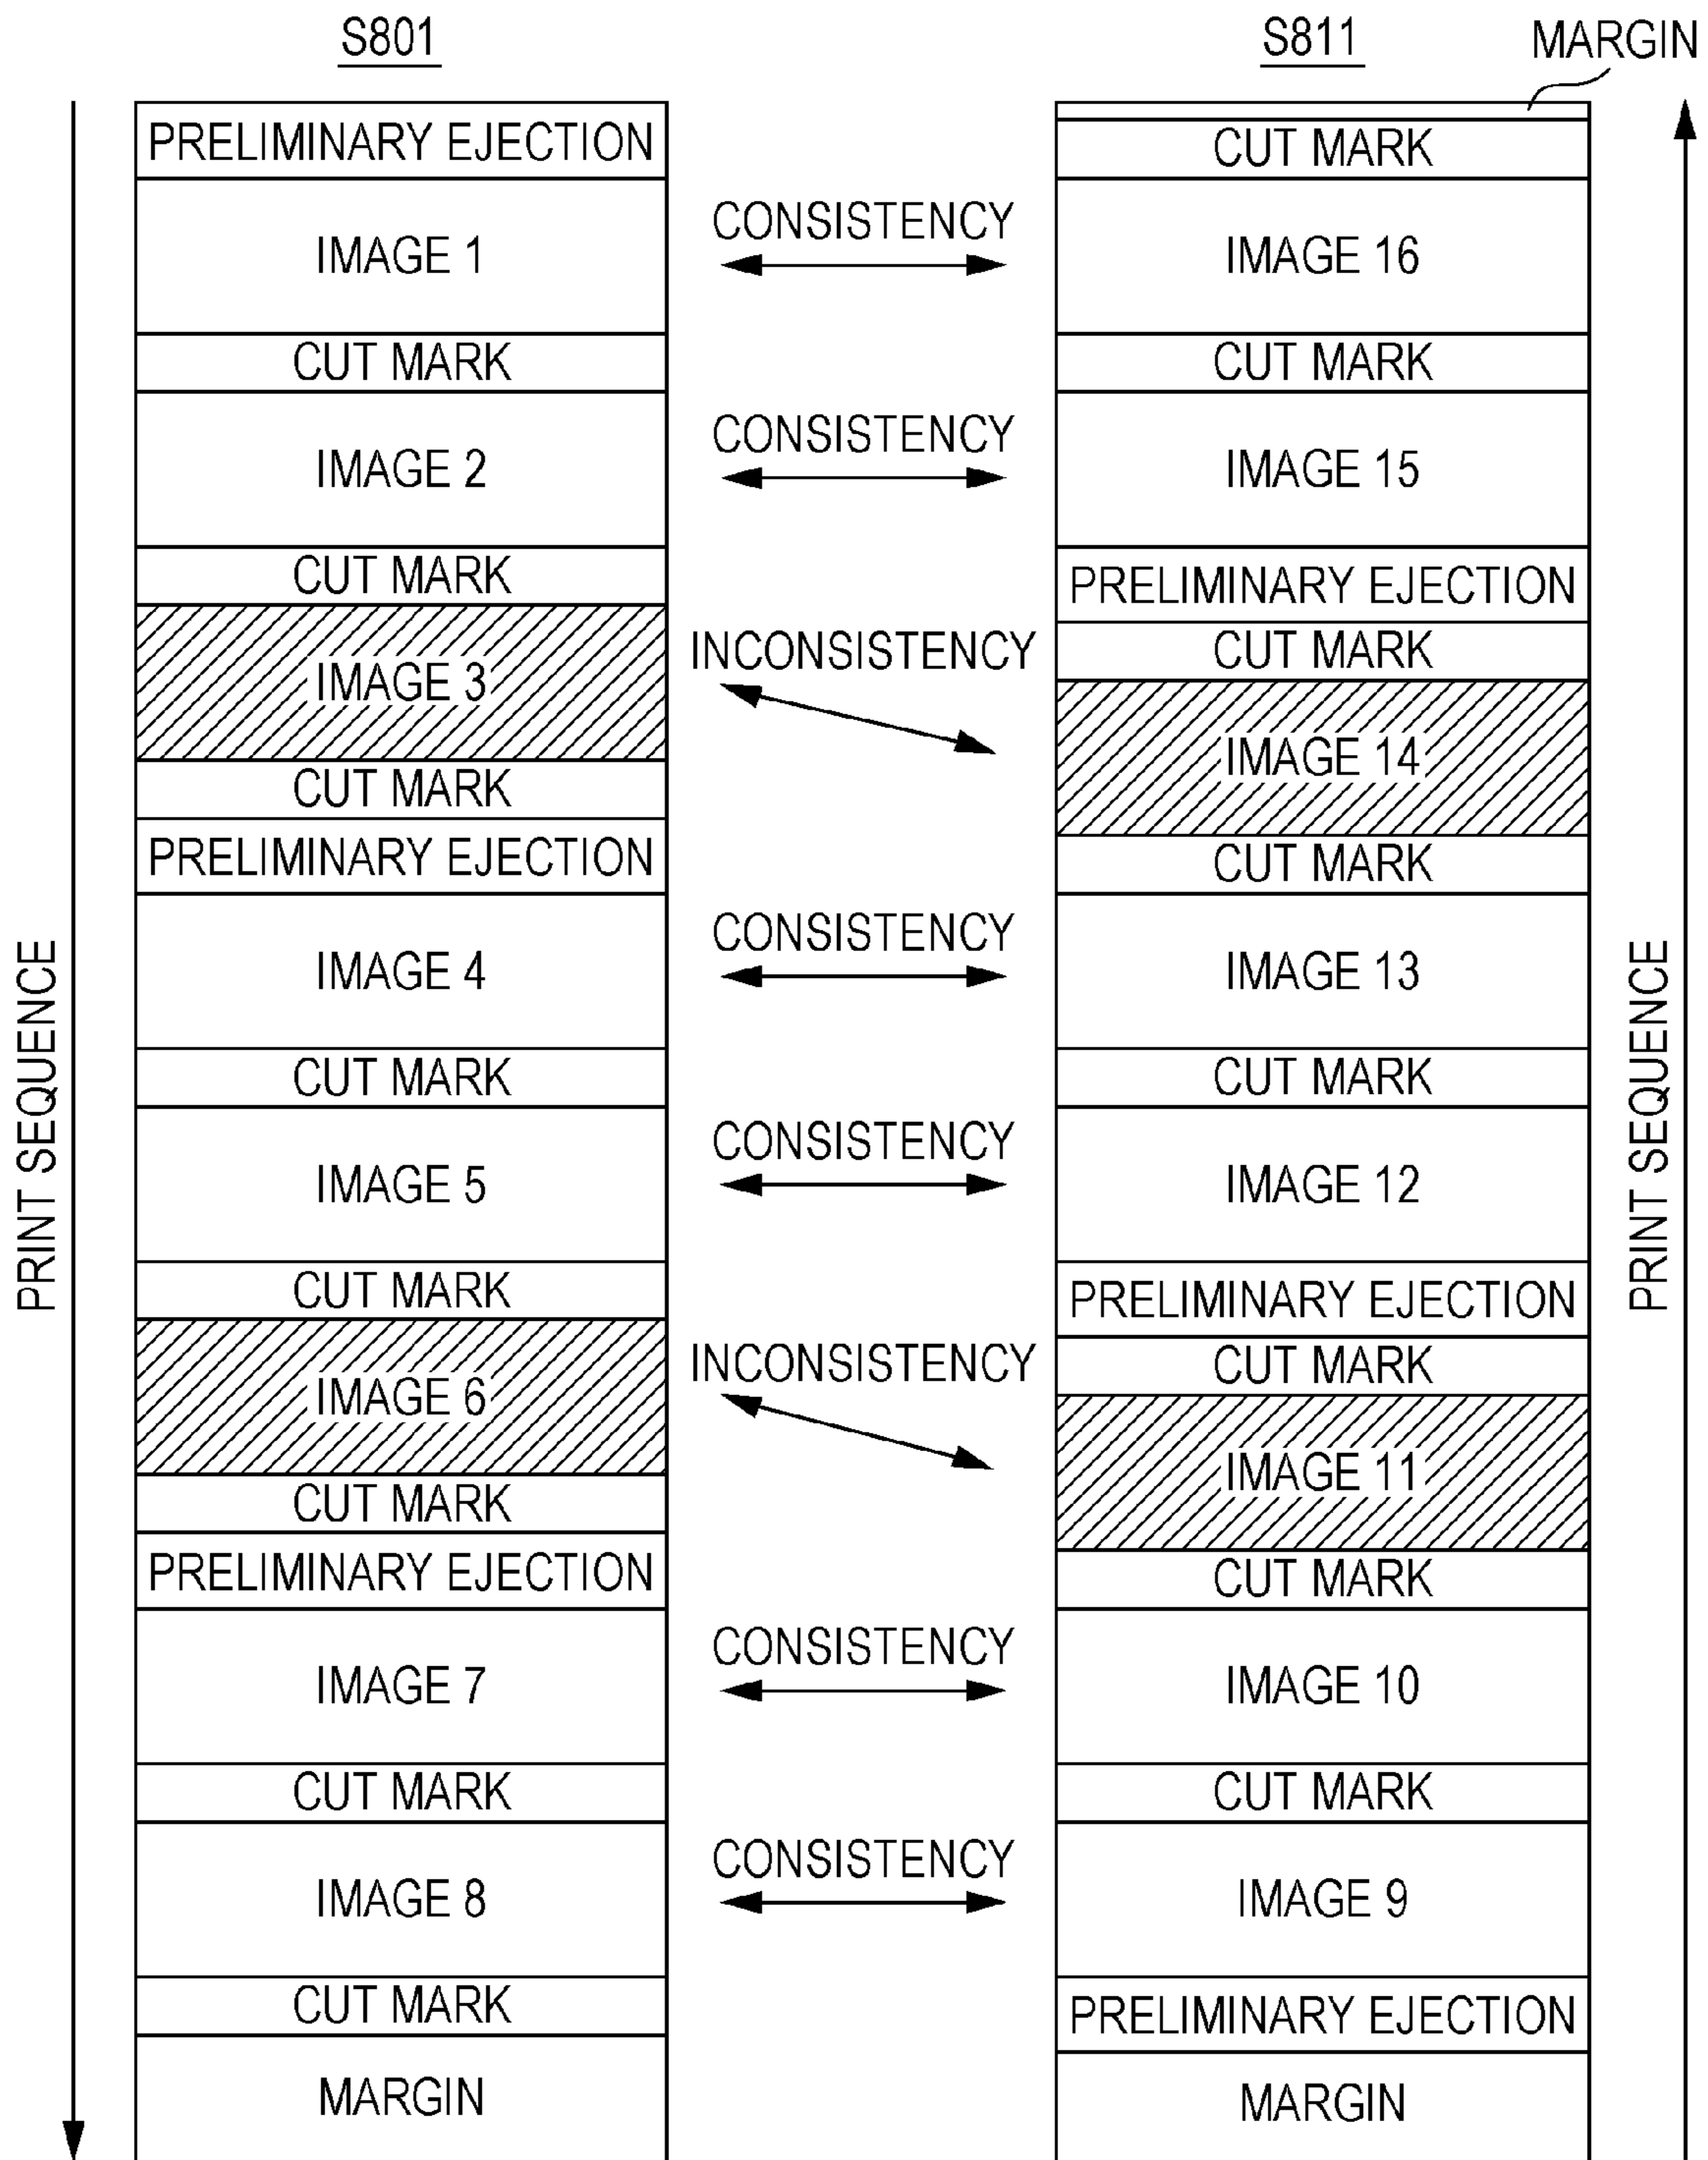 S801
PRELIMINARY EJECTION
IMAGE 1
CUT MARK
IMAGE 2
CUT MARK
IMAGE 3
CUT MARK
PRELIMINARY EJECTION
IMAGE 4
CUT MARK
IMAGE 5
CUT MARK
IMAGE 6
CUT MARK
PRELIMINARY EJECTION
IMAGE 7
CUT MARK
IMAGE 8
CUT MARK
MARGIN
PRINT SEQUENCE
CONSISTENCY
CONSISTENCY
INCONSISTENCY
CONSISTENCY
CONSISTENCY
INCONSISTENCY
CONSISTENCY
CONSISTENCY
S811
MARGIN
CUT MARK
IMAGE 16
CUT MARK
IMAGE 15
PRELIMINARY EJECTION
CUT MARK
IMAGE 14
CUT MARK
IMAGE 13
CUT MARK
IMAGE 12
PRELIMINARY EJECTION
CUT MARK
IMAGE 11
CUT MARK
IMAGE 10
CUT MARK
IMAGE 9
PRELIMINARY EJECTION
MARGIN
PRINT SEQUENCE